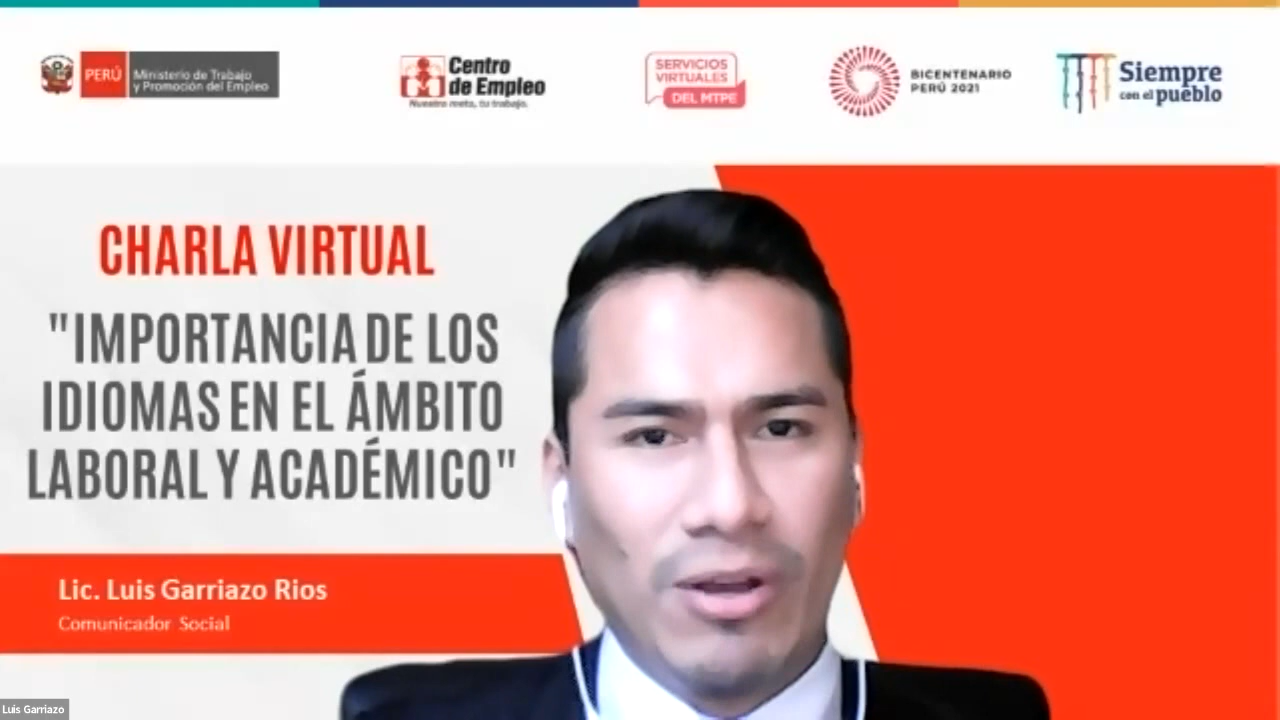 PERÚ
Ministerio de Trabajo
y Promoción del Empleo
Centro
de Empleo
Nuestra meta, tu trabajo.
SERVICIOS
VIRTUALES
DEL MTPE
BICENTENARIO
PERÚ 2021
Siempre
con el pueblo
CHARLA VIRTUAL
"IMPORTANCIA DE LOS
IDIOMAS EN EL ÁMBITO
LABORAL Y ACADÉMICO"
Lic. Luis Garriazo Rios
Comunicador Social
Luis Garriazo